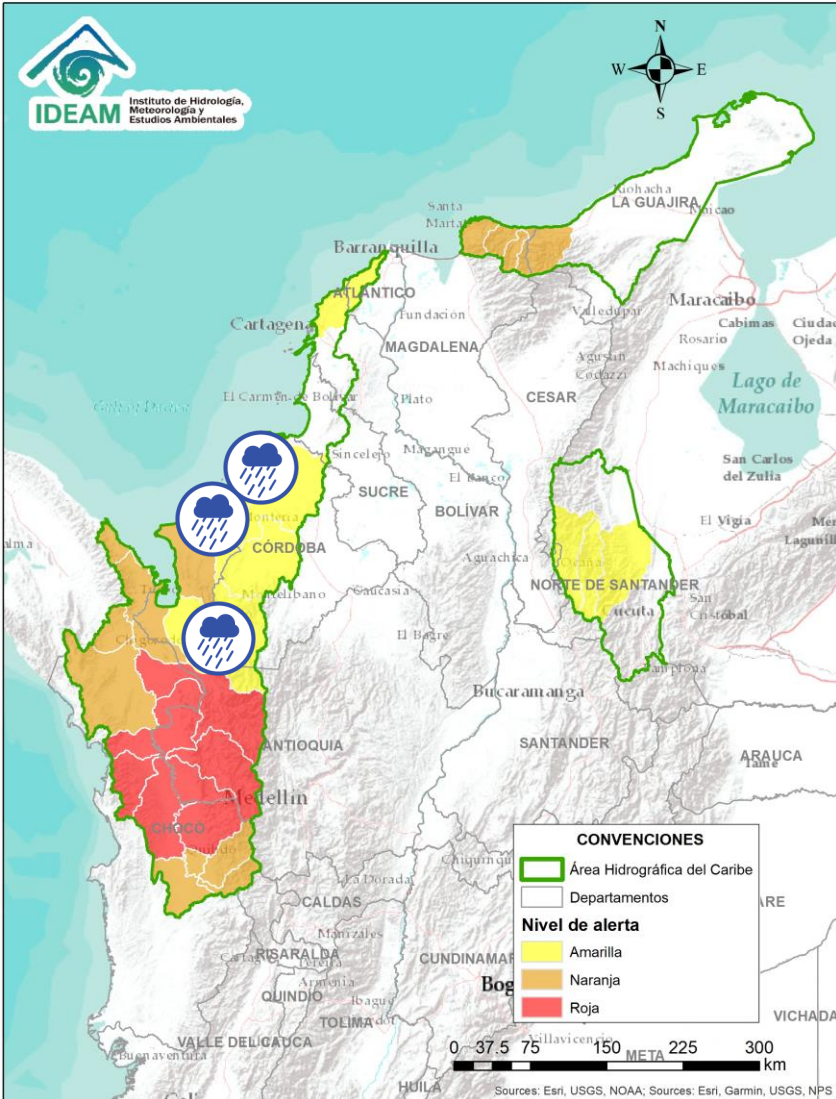 IDEAM
Instituto de Hidrología,
Meteorología y
Estudios Ambientales
N
W
E
S
Riohacha
LA GUAJIRA
Maicao
Santa
Marta
Barranquilla
ATLÁNTICO
Maracaibo
Cartagena
Fundación
Valledupar
Cabimas
Ciudad
Ojeda
Rosario
MAGDALENA
Machiques
Agustín
Codazzi
Lago de
Maracaibo
El Carmen de Bolívar
Plato
CESAR
Sincelejo
Magangué
San Carlos
del Zulia
El Banco
SUCRE
BOLÍVAR
El Vigía
CÓRDOBA
Aguachica
Ocaña
NORTE DE SANTANDER
Montelíbano
Caucasia
San
Cristóbal
Cúcuta
El Bagre
Pamplona
Bucaramanga
ANTIOQUIA
SANTANDER
ARAUCA
Tame
Medellín
CHOCÓ
Quibdó
La Dorada
CALDAS
Manizales
RISARALDA
Pereira
Armenia
CUNDINAMAR
QUINDIO
Ibagué
Bog
TOLIMA
VICHADA
VALLE DEL CAUCA
Villavicencio
Buenaventura
META
HUILA
CONVENCIONES
Área Hidrográfica del Caribe
Departamentos
Nivel de alerta
Amarilla
Naranja
Roja
0 37.5 75 150 225 300
km
Sources: Esri, USGS, NOAA; Sources: Esri, Garmin, USGS, NPS